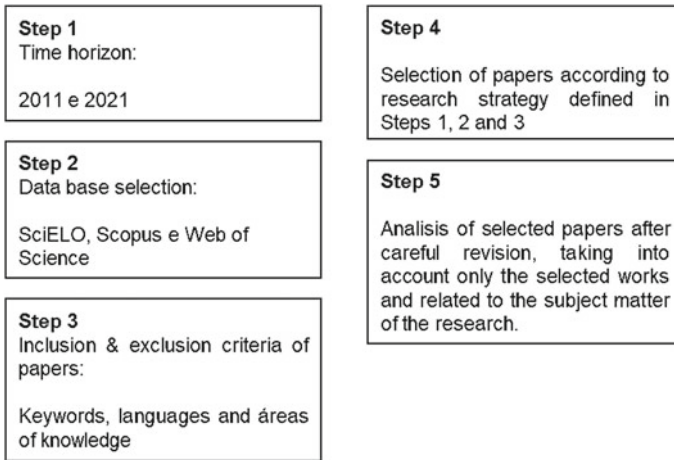 Step 1
Time horizon:
2011 e 2021
Step 2
Data base selection:
SciELO, Scopus e Web of
Science
Step 3
Inclusion & exclusion criteria of
papers:
Keywords, languages and áreas
of knowledge
Step 4
Selection of papers according to
research strategy defined in
Steps 1, 2 and 3
Step 5
Analisis of selected papers after
careful revision, taking into
account only the selected works
and related to the subject matter
of the research.